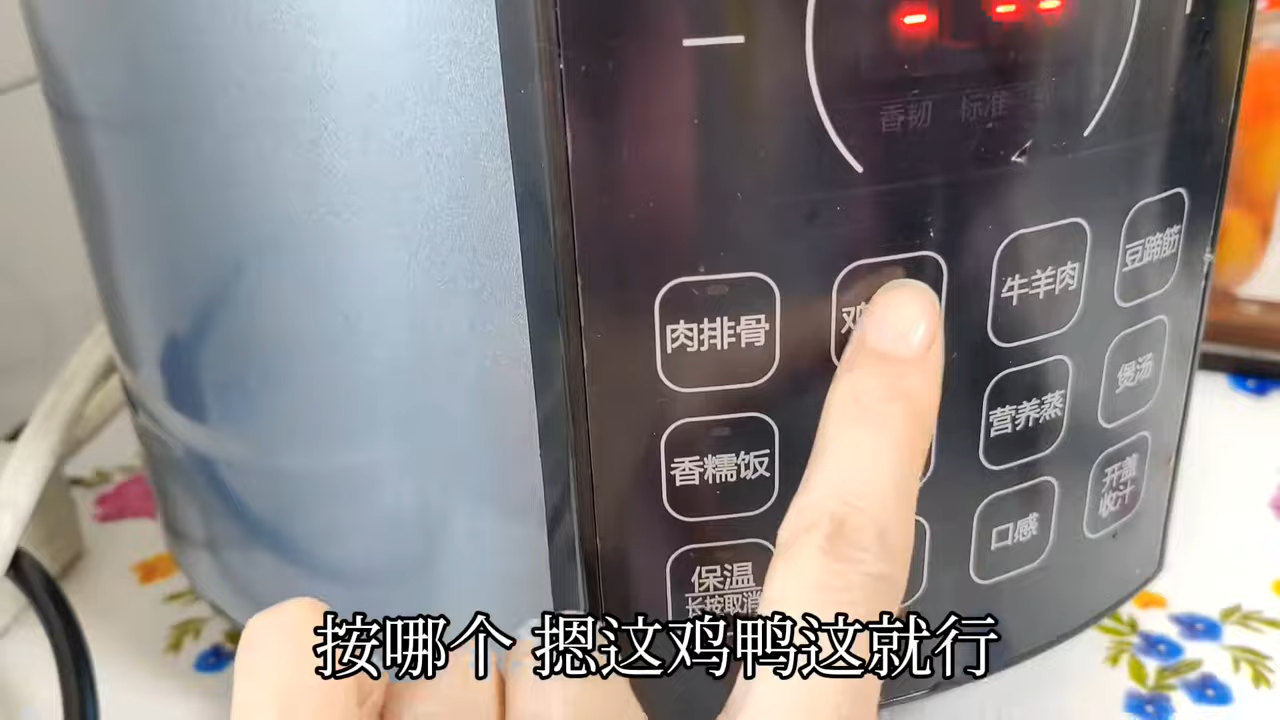 香韧 标准
肉排骨
鸡
牛羊肉
豆蹄筋
香糯饭
营养蒸
煲汤
保温
长按取消
口感
开盖
收汁
按哪个 摁这鸡鸭这就行